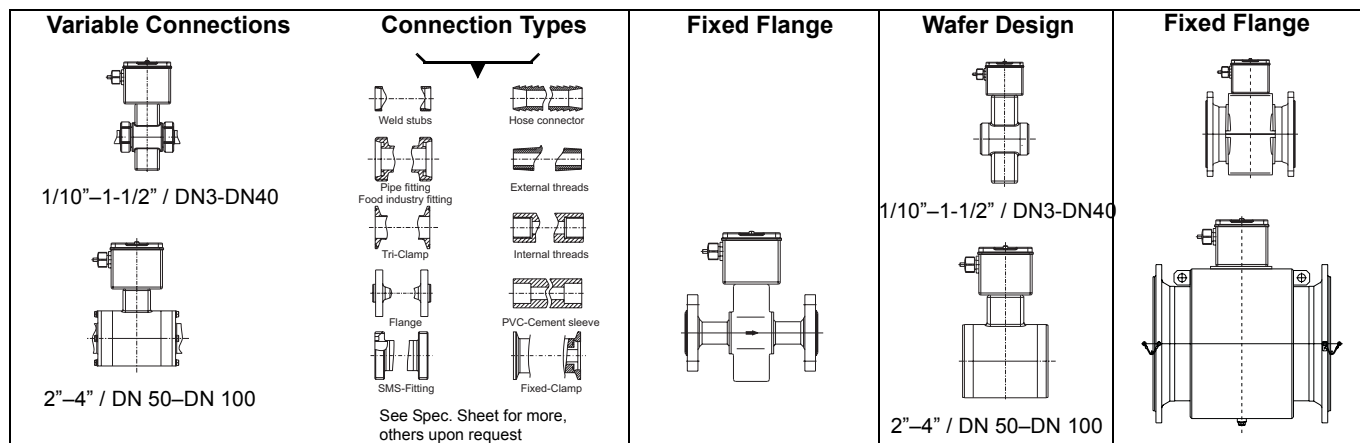 Variable Connections
1/10”–1-1/2” / DN3-DN40
2”–4” / DN 50–DN 100
Connection Types
Weld stubs
Hose connector
Pipe fitting
Food industry fitting
External threads
Tri-Clamp
Internal threads
Flange
PVC-Cement sleeve
SMS-Fitting
Fixed-Clamp
See Spec. Sheet for more,
others upon request
Fixed Flange
Wafer Design
1/10”–1-1/2” / DN3-DN40
2”–4” / DN 50–DN 100
Fixed Flange